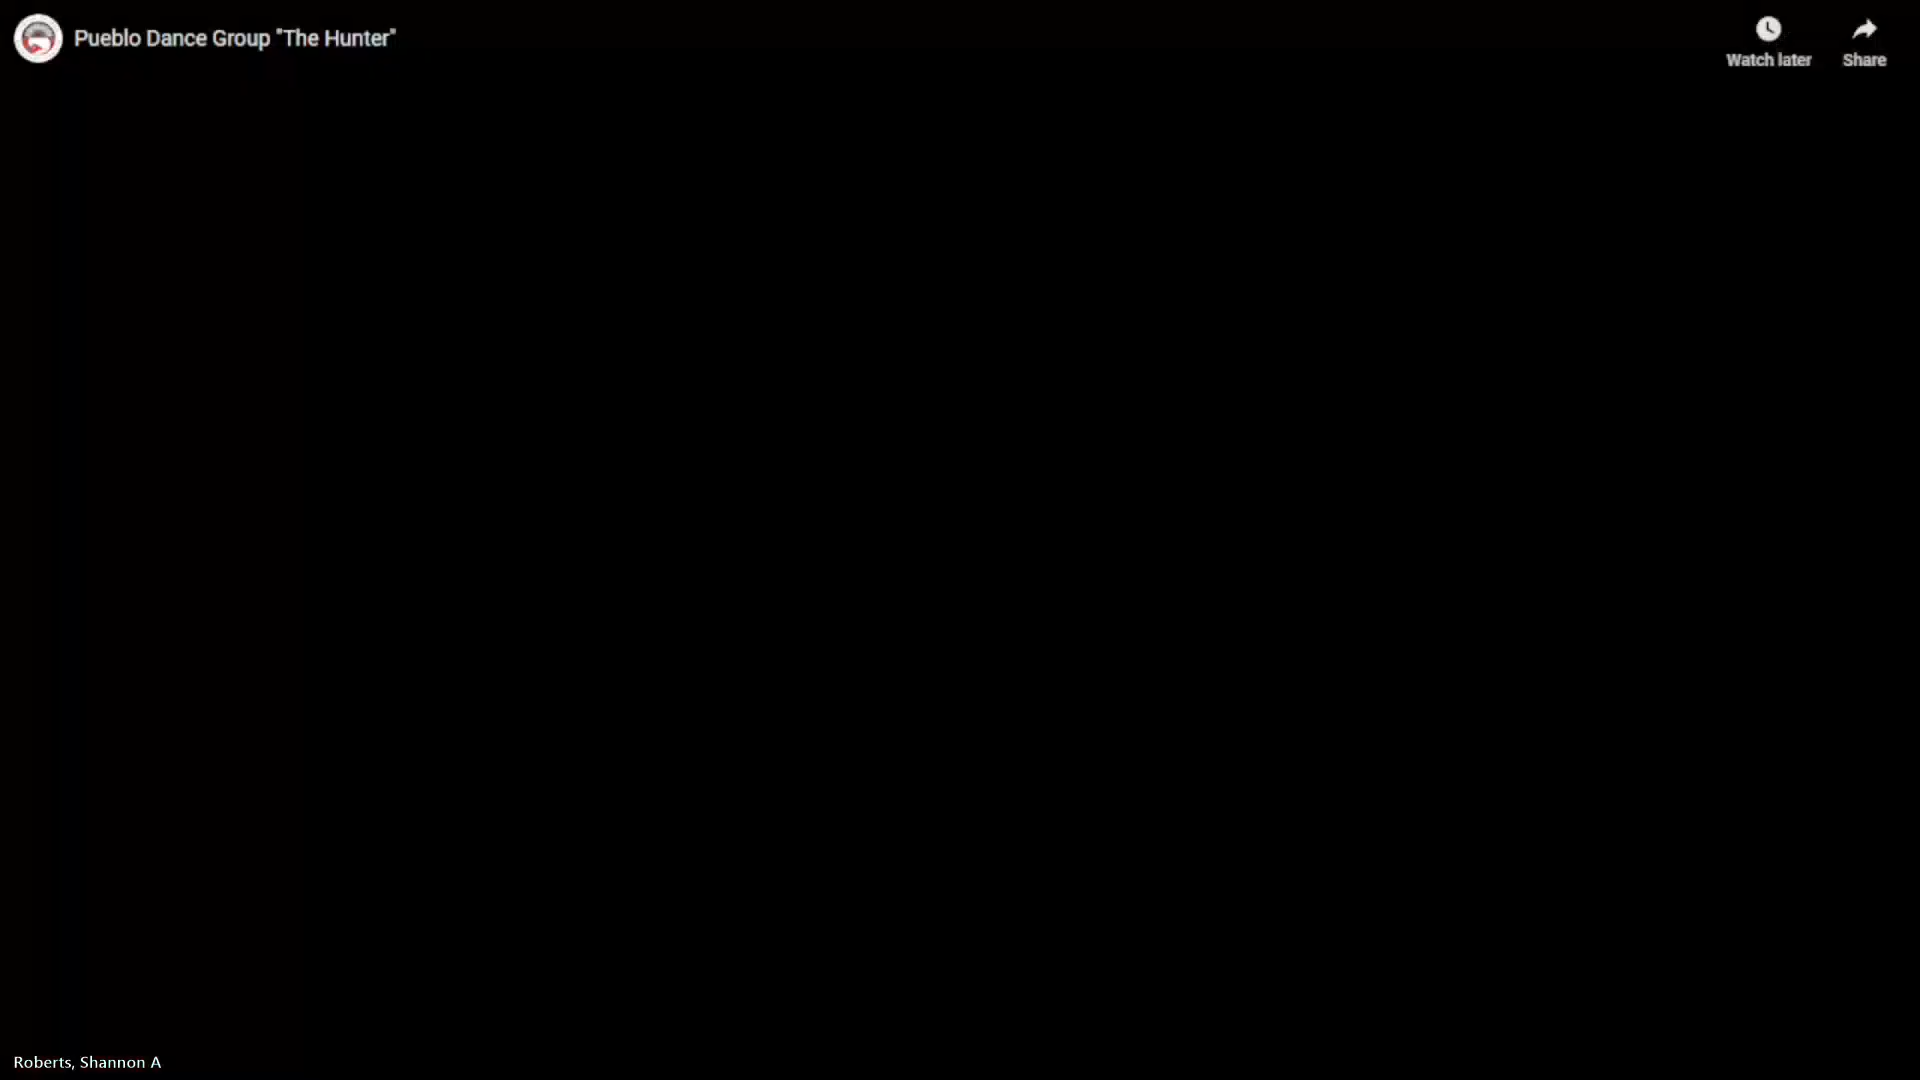 Pueblo Dance Group "The Hunter"
Watch later
Share
Roberts, Shannon A